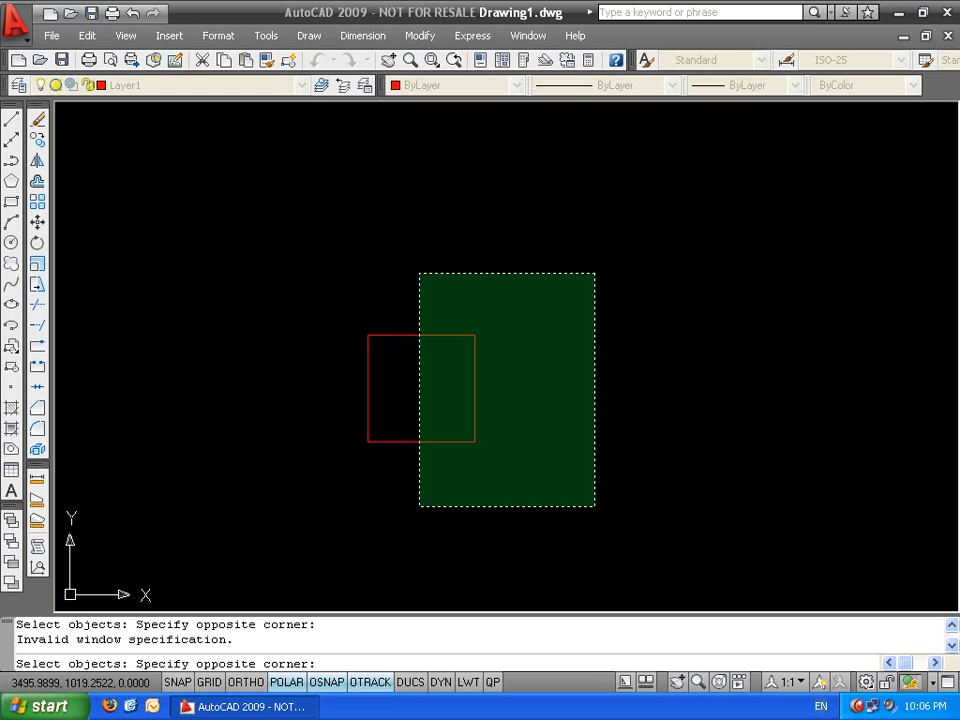 AutoCAD 2009 - NOT FOR RESALE Drawing1.dwg
Type a keyword or phrase
File Edit View Insert Format Tools Draw Dimension Modify Express Window Help
Standard ISO-25 Stan
Layer1 ByLayer ByLayer ByLayer ByColor
A
Y
X
Select objects: Specify opposite corner:
Invalid window specification.
Select objects: Specify opposite corner:
3495.9899, 1019.2522, 0.0000 SNAP GRID ORTHO POLAR OSNAP OTRACK DUCS DYN LWT QP 1:1
start AutoCAD 2009 - NOT... EN 10:06 PM